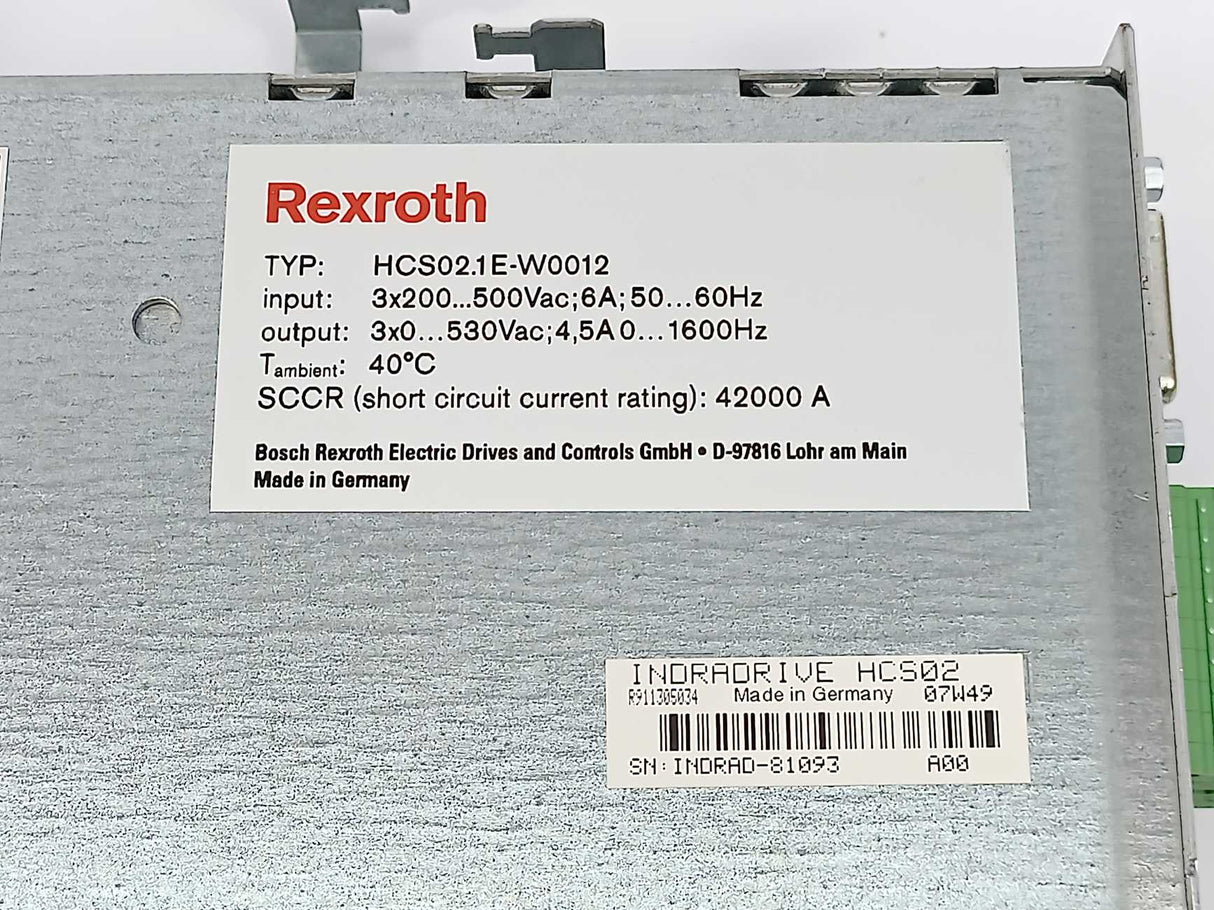 Rexroth
TYP: HCS02.1E-W0012
input: 3x200...500Vac;6A;50...60Hz
output: 3x0...530Vac;4,5A 0...1600Hz
Tambient: 40°C
SCCR (short circuit current rating): 42000 A
Bosch Rexroth Electric Drives and Controls GmbH • D-97816 Lohr am Main
Made in Germany
INDRADRIVE HCS02
R911305034 Made in Germany 07W49
SN:INDRAD-81093 A00